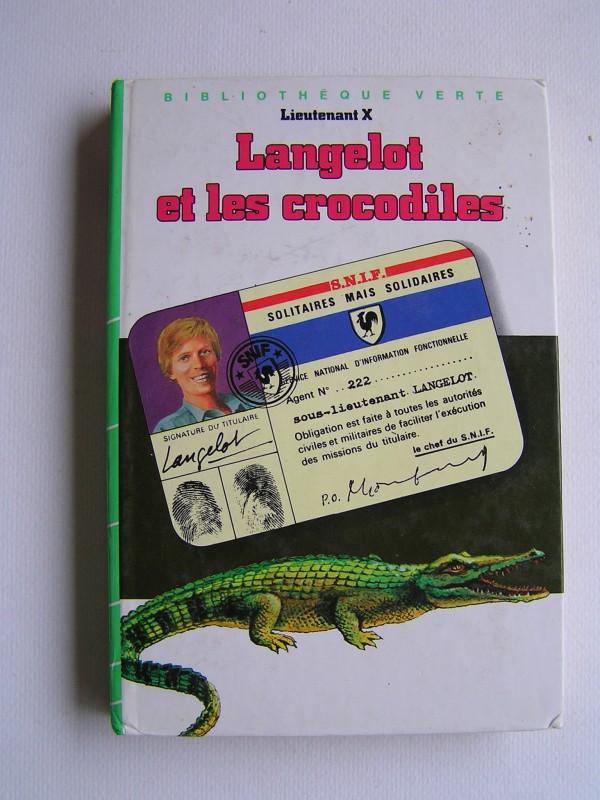 BIBLIOTHÈQUE VERTE
Lieutenant X
Langelot
et les crocodiles
S.N.I.F.
SOLITAIRES MAIS SOLIDAIRES
SNIF
SERVICE NATIONAL D'INFORMATION FONCTIONNELLE
Agent N° .. 222 ..................
sous-lieutenant LANGELOT.
Obligation est faite à toutes les autorités
civiles et militaires de faciliter l'exécution
des missions du titulaire.
le chef du S.N.I.F.
P.O.
SIGNATURE DU TITULAIRE
Langelot